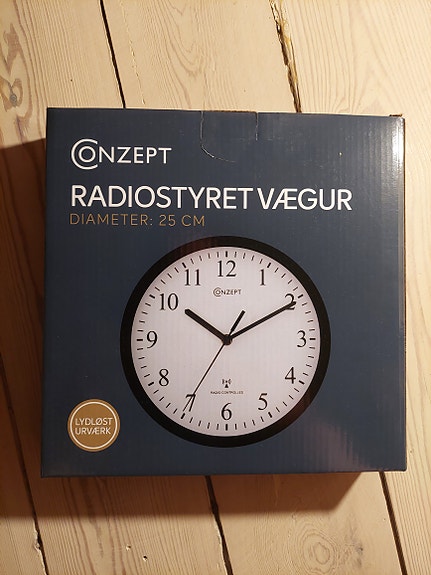 CONZEPT
RADIOSTYRET VÆGUR
DIAMETER: 25 CM
12
11 1
CONZEPT
10 2
9 3
8 4
RADIO CONTROLLED
7 5
6
LYDLØST
URVÆRK